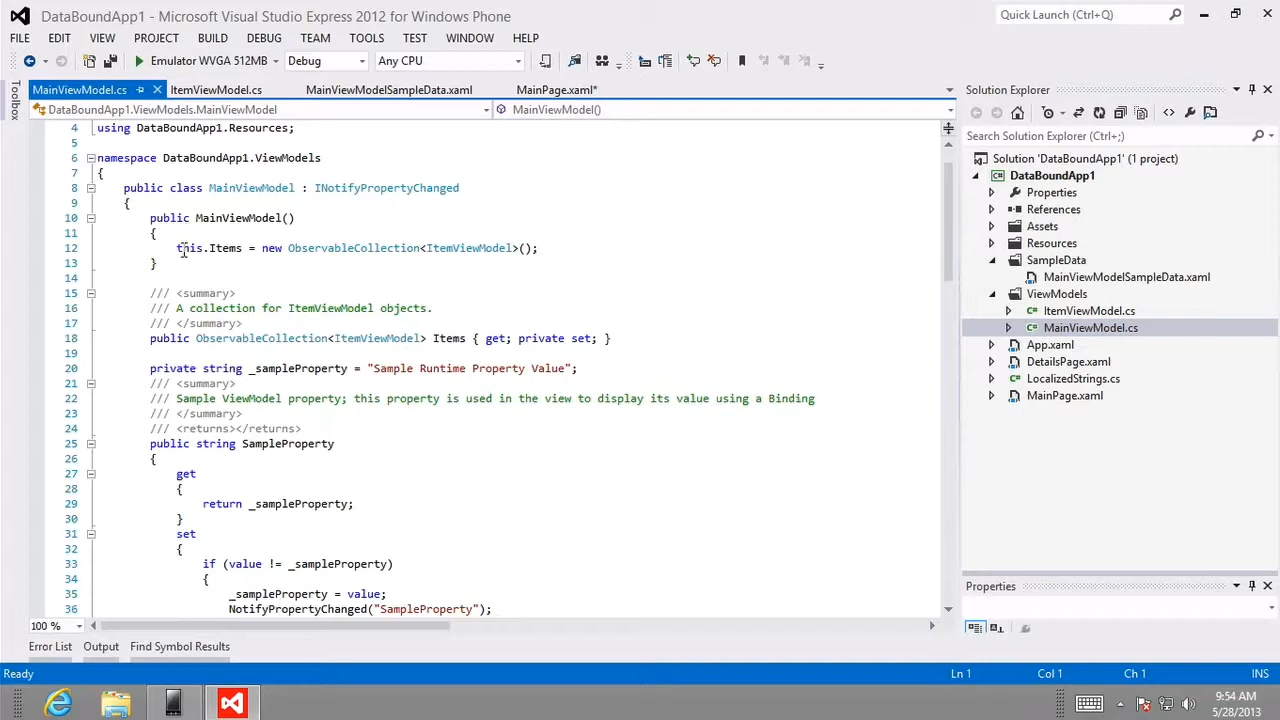 DataBoundApp1 - Microsoft Visual Studio Express 2012 for Windows Phone
Quick Launch (Ctrl+Q)
FILE EDIT VIEW PROJECT BUILD DEBUG TEAM TOOLS TEST WINDOW HELP
Emulator WVGA 512MB Debug Any CPU
Toolbox
MainViewModel.cs ItemViewModel.cs MainViewModelSampleData.xaml MainPage.xaml*
DataBoundApp1.ViewModels.MainViewModel MainViewModel()
4 using DataBoundApp1.Resources;
5
6 namespace DataBoundApp1.ViewModels
7 {
8 public class MainViewModel : INotifyPropertyChanged
9 {
10 public MainViewModel()
11 {
12 this.Items = new ObservableCollection<ItemViewModel>();
13 }
14
15 /// <summary>
16 /// A collection for ItemViewModel objects.
17 /// </summary>
18 public ObservableCollection<ItemViewModel> Items { get; private set; }
19
20 private string _sampleProperty = "Sample Runtime Property Value";
21 /// <summary>
22 /// Sample ViewModel property; this property is used in the view to display its value using a Binding
23 /// </summary>
24 /// <returns></returns>
25 public string SampleProperty
26 {
27 get
28 {
29 return _sampleProperty;
30 }
31 set
32 {
33 if (value != _sampleProperty)
34 {
35 _sampleProperty = value;
36 NotifyPropertyChanged("SampleProperty");
100 %
Error List Output Find Symbol Results
Solution Explorer
Search Solution Explorer (Ctrl+;)
Solution 'DataBoundApp1' (1 project)
DataBoundApp1
Properties
References
Assets
Resources
SampleData
MainViewModelSampleData.xaml
ViewModels
ItemViewModel.cs
MainViewModel.cs
App.xaml
DetailsPage.xaml
LocalizedStrings.cs
MainPage.xaml
Properties
Ready Ln 1 Col 1 Ch 1 INS
9:54 AM
5/28/2013